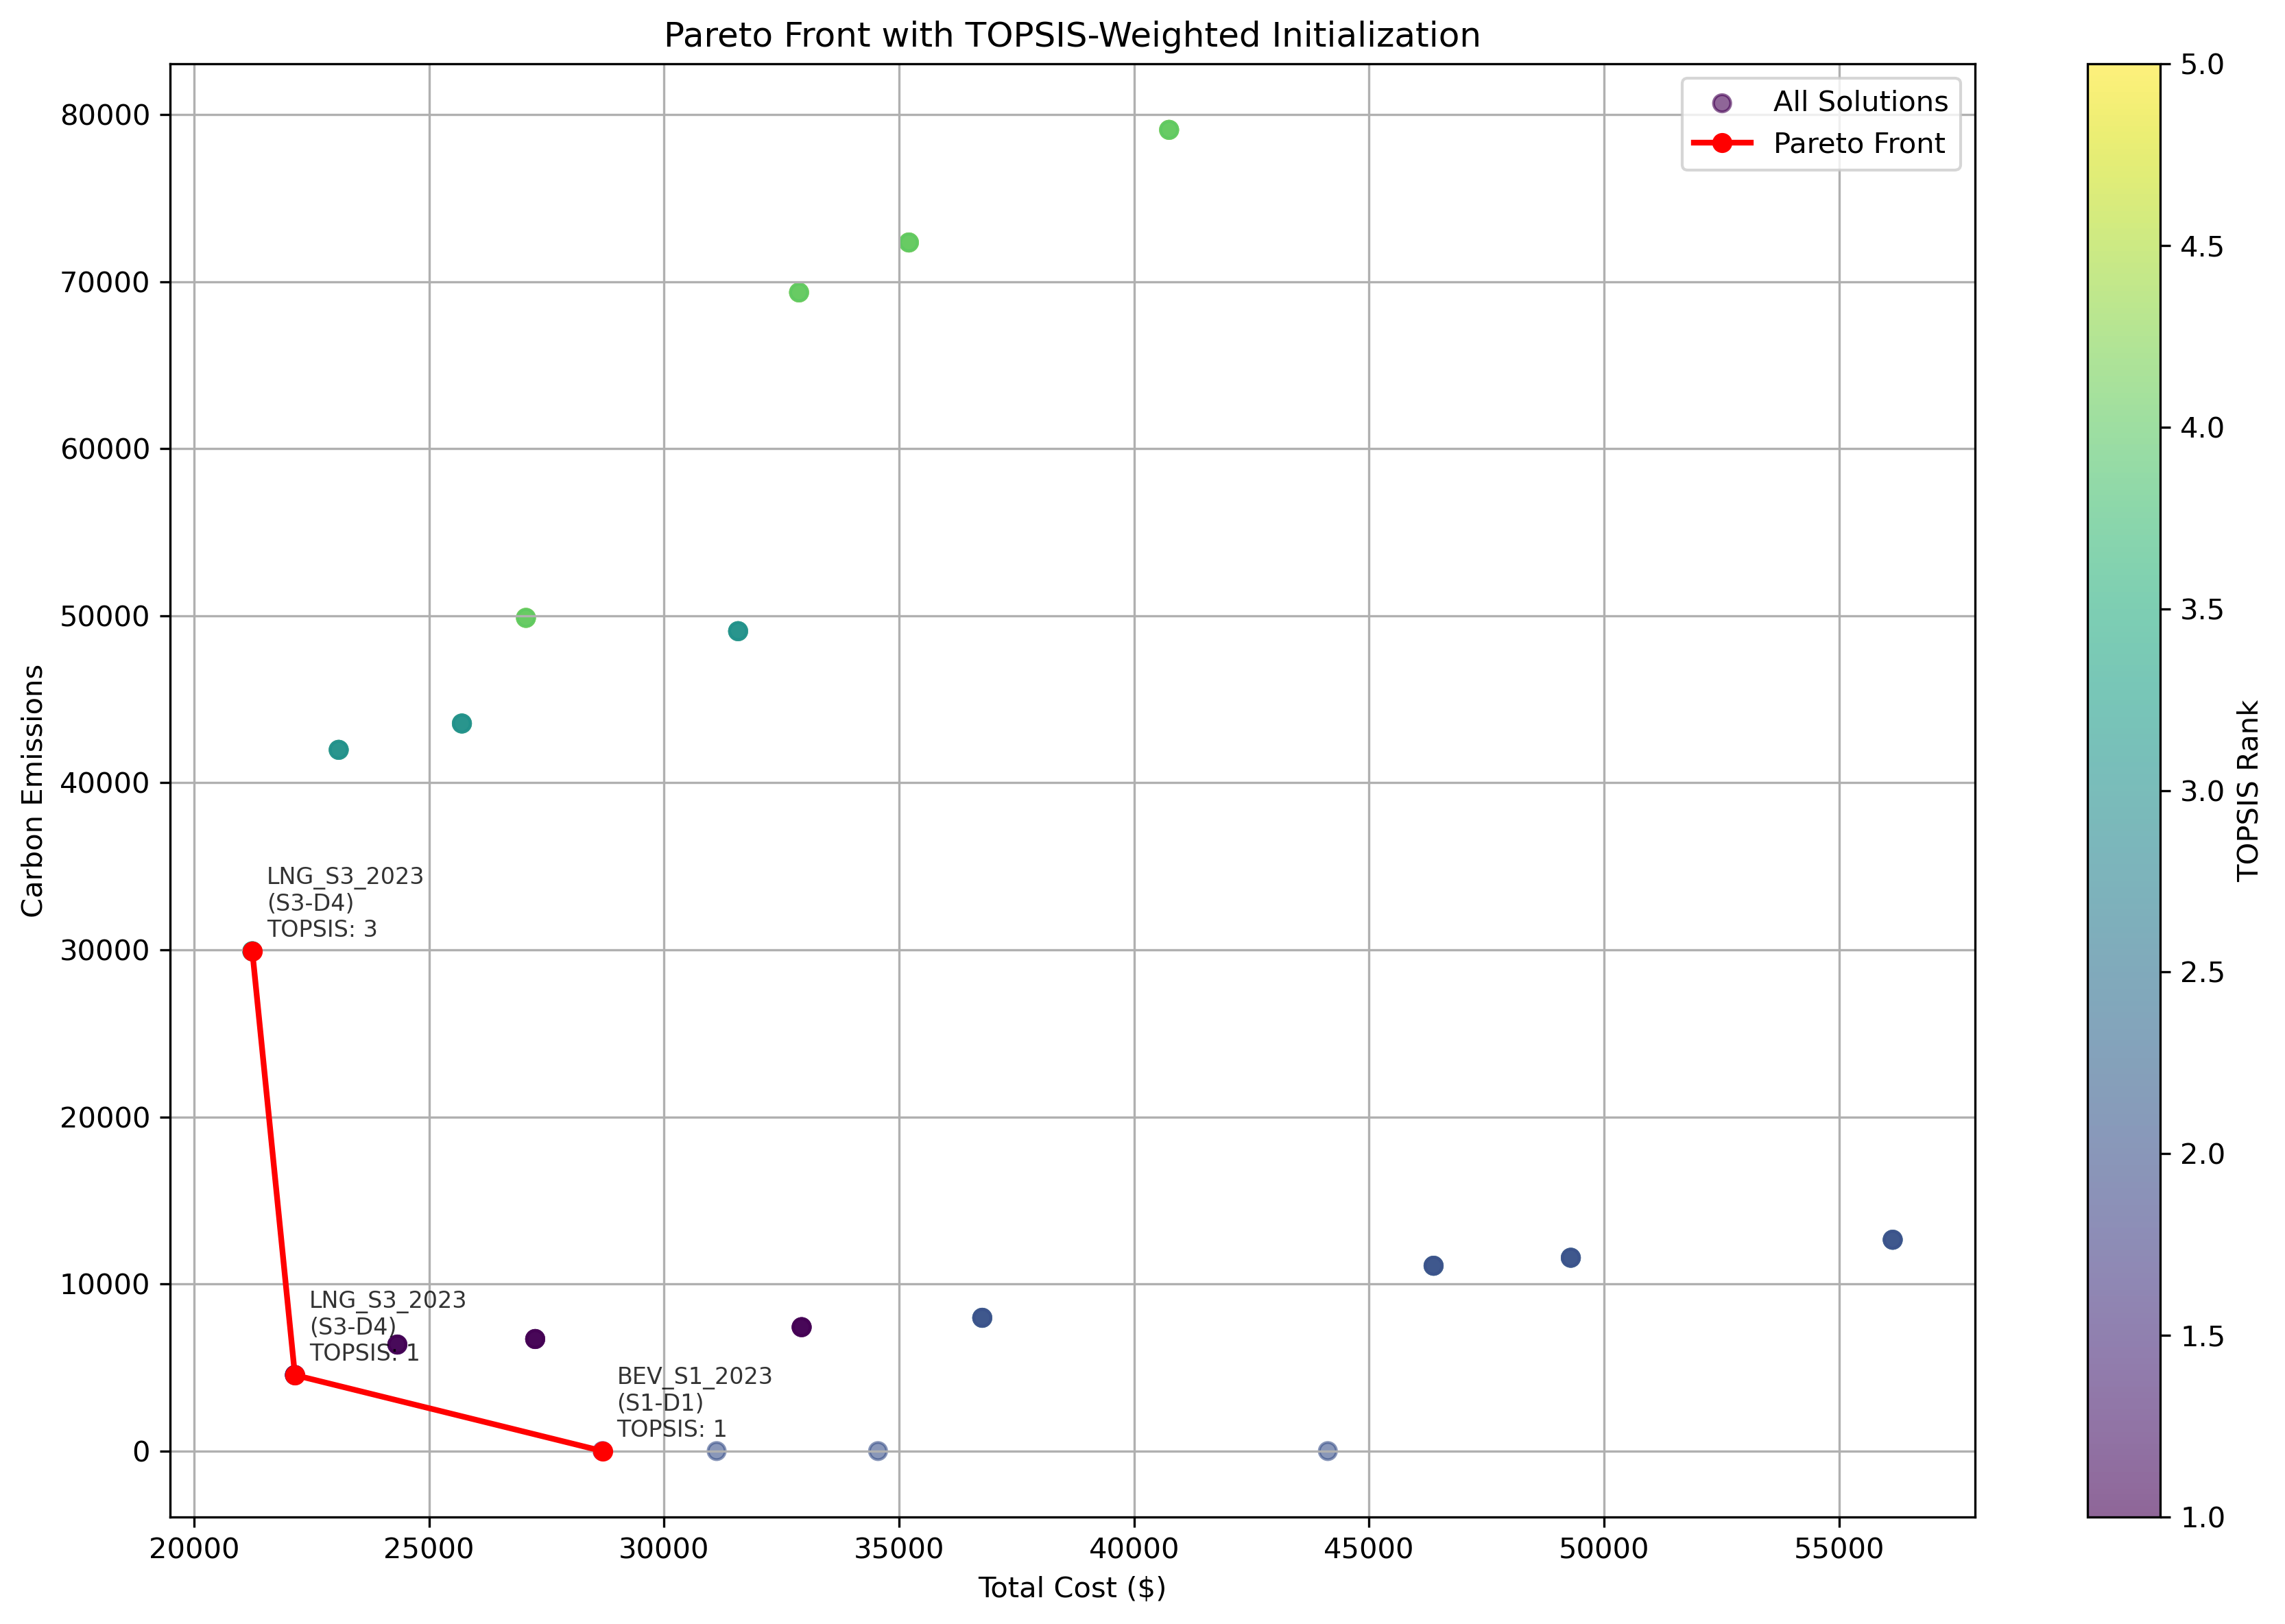 Pareto Front with TOPSIS-Weighted Initialization
All Solutions
Pareto Front
Carbon Emissions
80000
70000
60000
50000
40000
30000
20000
10000
0
LNG_S3_2023
(S3-D4)
TOPSIS: 3
LNG_S3_2023
(S3-D4)
TOPSIS: 1
BEV_S1_2023
(S1-D1)
TOPSIS: 1
20000
25000
30000
35000
40000
45000
50000
55000
Total Cost ($)
5.0
4.5
4.0
3.5
3.0
2.5
2.0
1.5
1.0
TOPSIS Rank